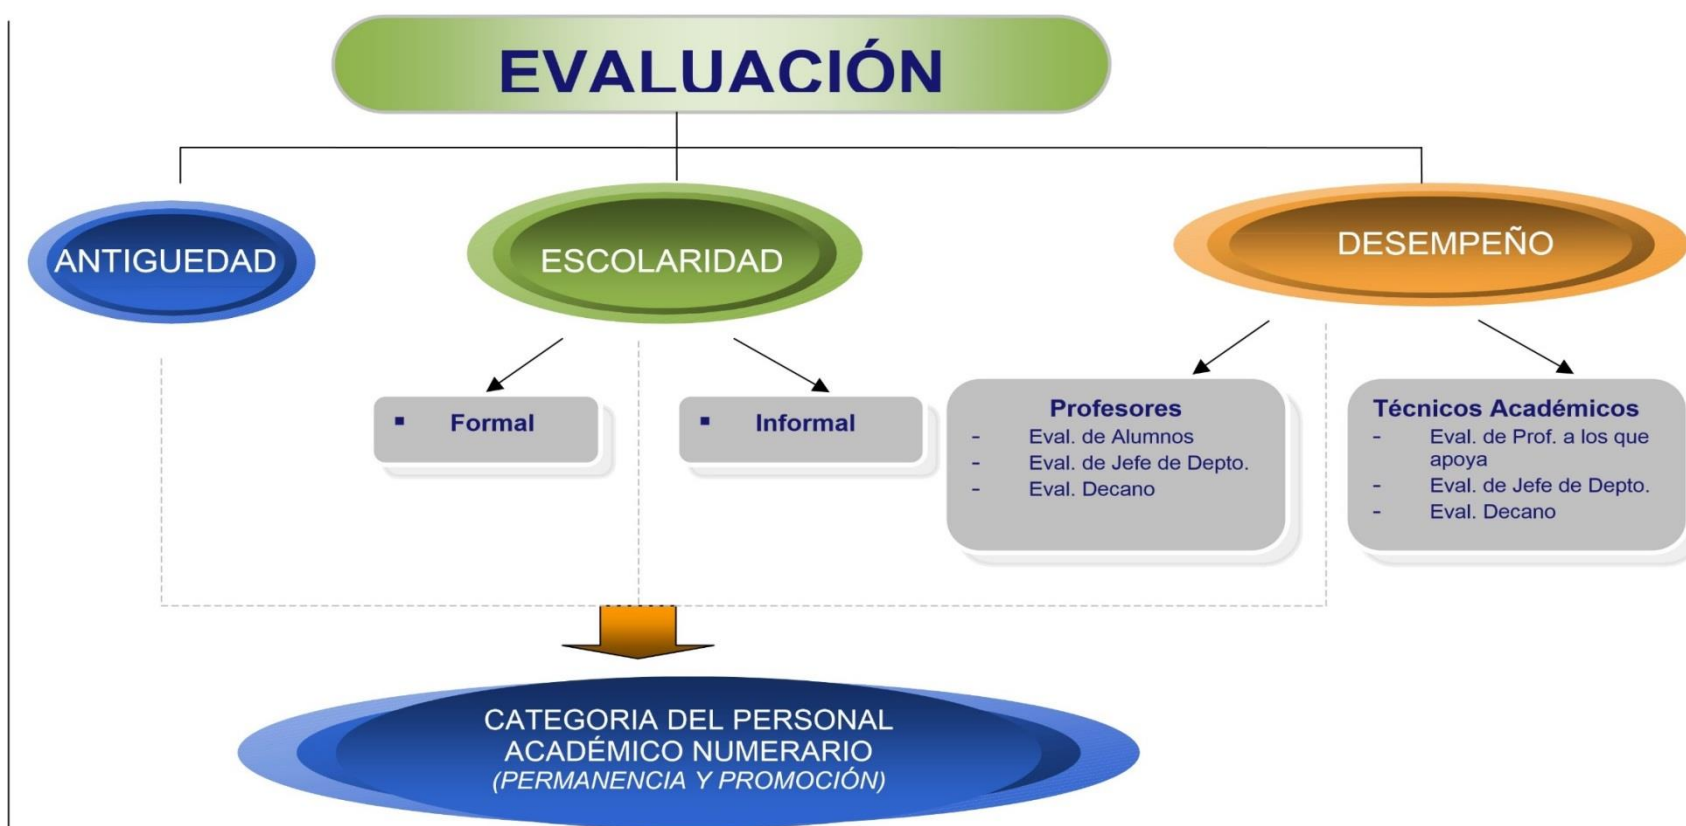 EVALUACIÓN
ANTIGUEDAD
ESCOLARIDAD
DESEMPEÑO
▪ Formal
▪ Informal
Profesores
- Eval. de Alumnos
- Eval. de Jefe de Depto.
- Eval. Decano
Técnicos Académicos
- Eval. de Prof. a los que
apoya
- Eval. de Jefe de Depto.
- Eval. Decano
CATEGORIA DEL PERSONAL
ACADÉMICO NUMERARIO
(PERMANENCIA Y PROMOCIÓN)